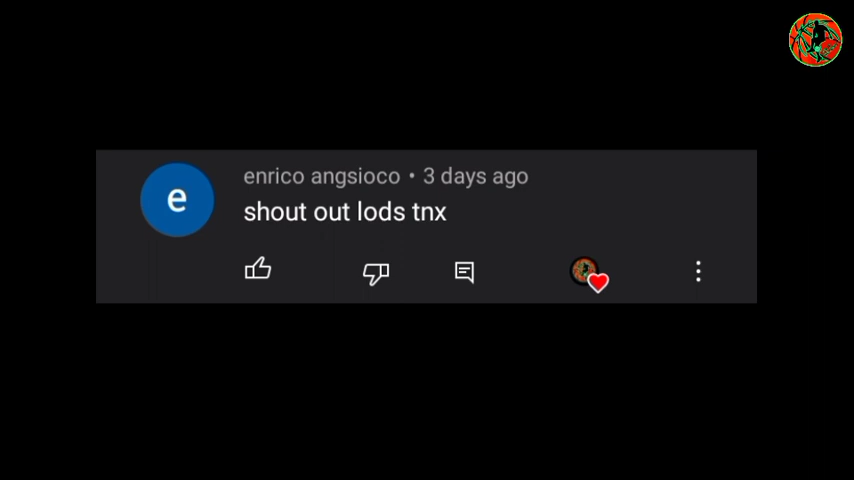 e
enrico angsioco • 3 days ago
shout out lods tnx